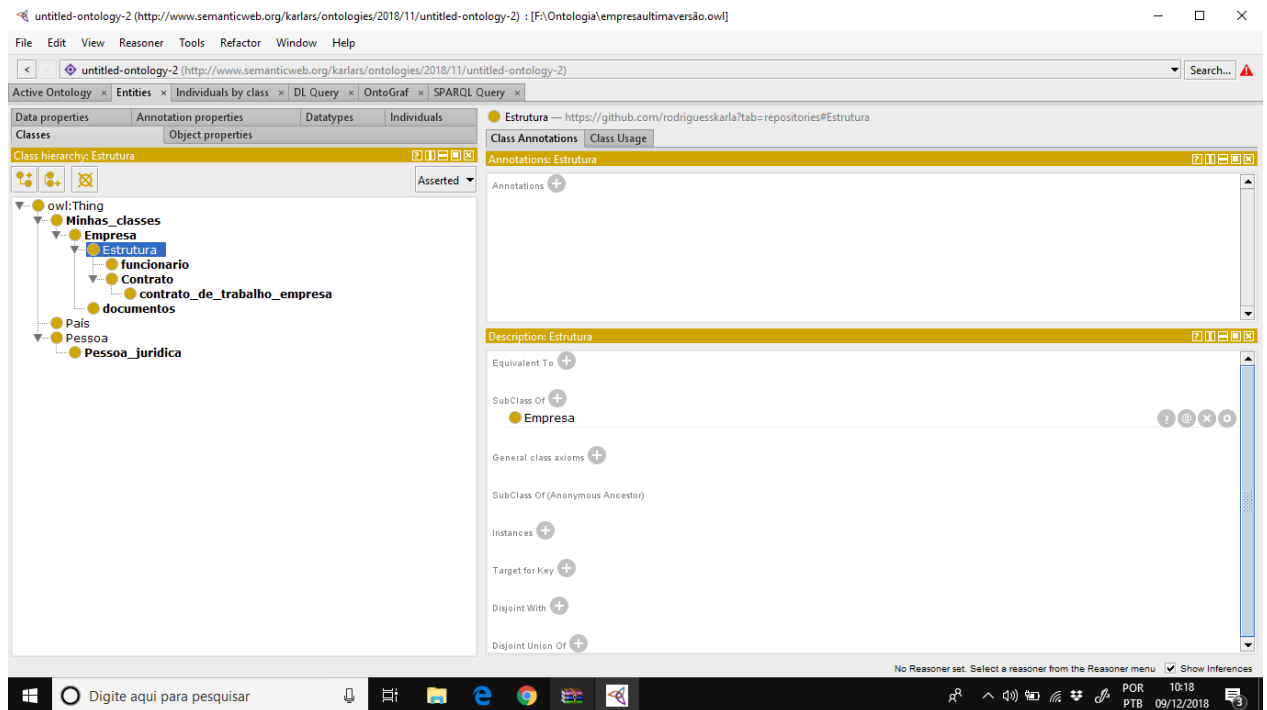 untitled-ontology-2 (http://www.semanticweb.org/karlars/ontologies/2018/11/untitled-ontology-2) : [F:\Ontologia\empresaultimaversão.owl]
File Edit View Reasoner Tools Refactor Window Help
untitled-ontology-2 (http://www.semanticweb.org/karlars/ontologies/2018/11/untitled-ontology-2) Search...
Active Ontology × Entities × Individuals by class × DL Query × OntoGraf × SPARQL Query ×
Data properties Annotation properties Datatypes Individuals
Classes Object properties
Class hierarchy: Estrutura
Asserted
owl:Thing
Minhas_classes
Empresa
Estrutura
funcionario
Contrato
contrato_de_trabalho_empresa
documentos
País
Pessoa
Pessoa_juridica
Estrutura — https://github.com/rodriguesskarla?tab=repositories#Estrutura
Class Annotations Class Usage
Annotations: Estrutura
Annotations
Description: Estrutura
Equivalent To
SubClass Of
Empresa
General class axioms
SubClass Of (Anonymous Ancestor)
Instances
Target for Key
Disjoint With
Disjoint Union Of
No Reasoner set. Select a reasoner from the Reasoner menu Show Inferences
Digite aqui para pesquisar
POR 10:18
PTB 09/12/2018
3